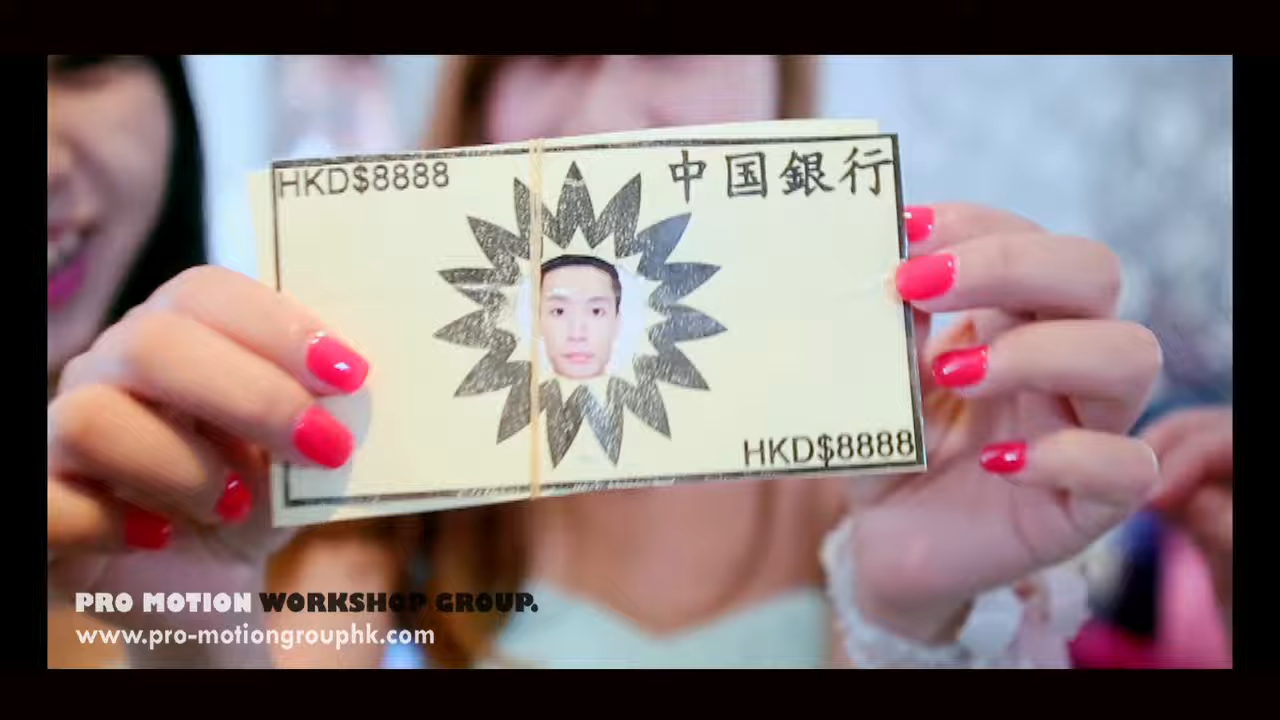 HKD$8888
中国銀行
HKD$8888
PRO MOTION WORKSHOP GROUP.
www.pro-motiongrouphk.com